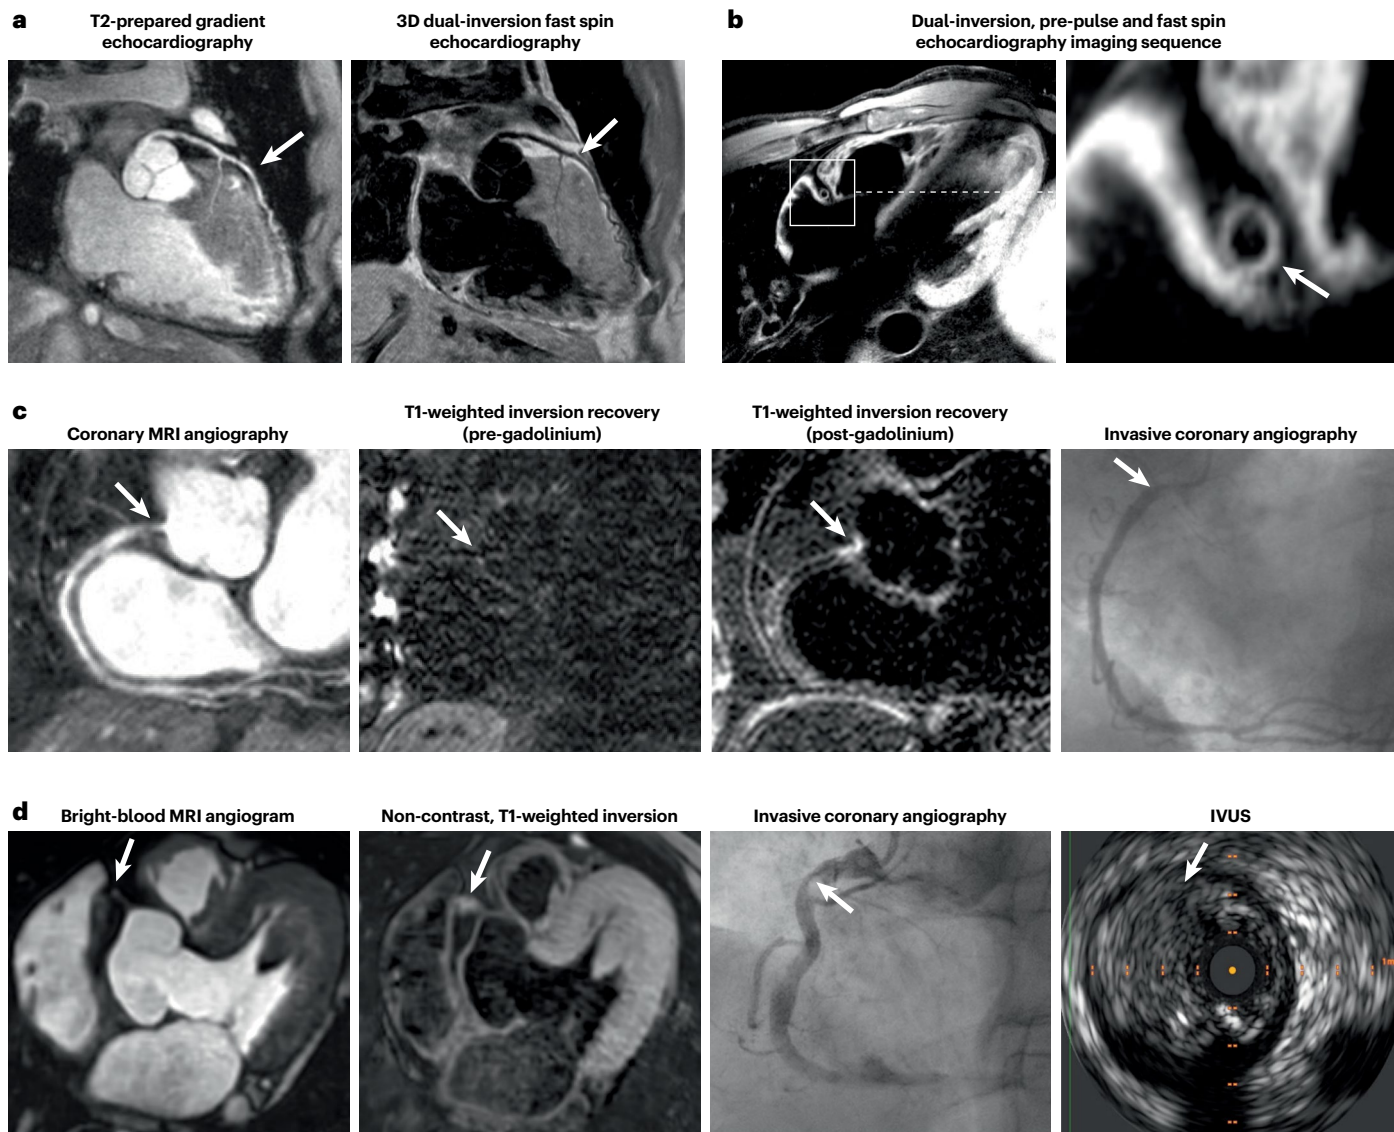 a
T2-prepared gradient
echocardiography
3D dual-inversion fast spin
echocardiography
b
Dual-inversion, pre-pulse and fast spin
echocardiography imaging sequence
c
Coronary MRI angiography
T1-weighted inversion recovery
(pre-gadolinium)
T1-weighted inversion recovery
(post-gadolinium)
Invasive coronary angiography
d
Bright-blood MRI angiogram
Non-contrast, T1-weighted inversion
Invasive coronary angiography
IVUS
1m